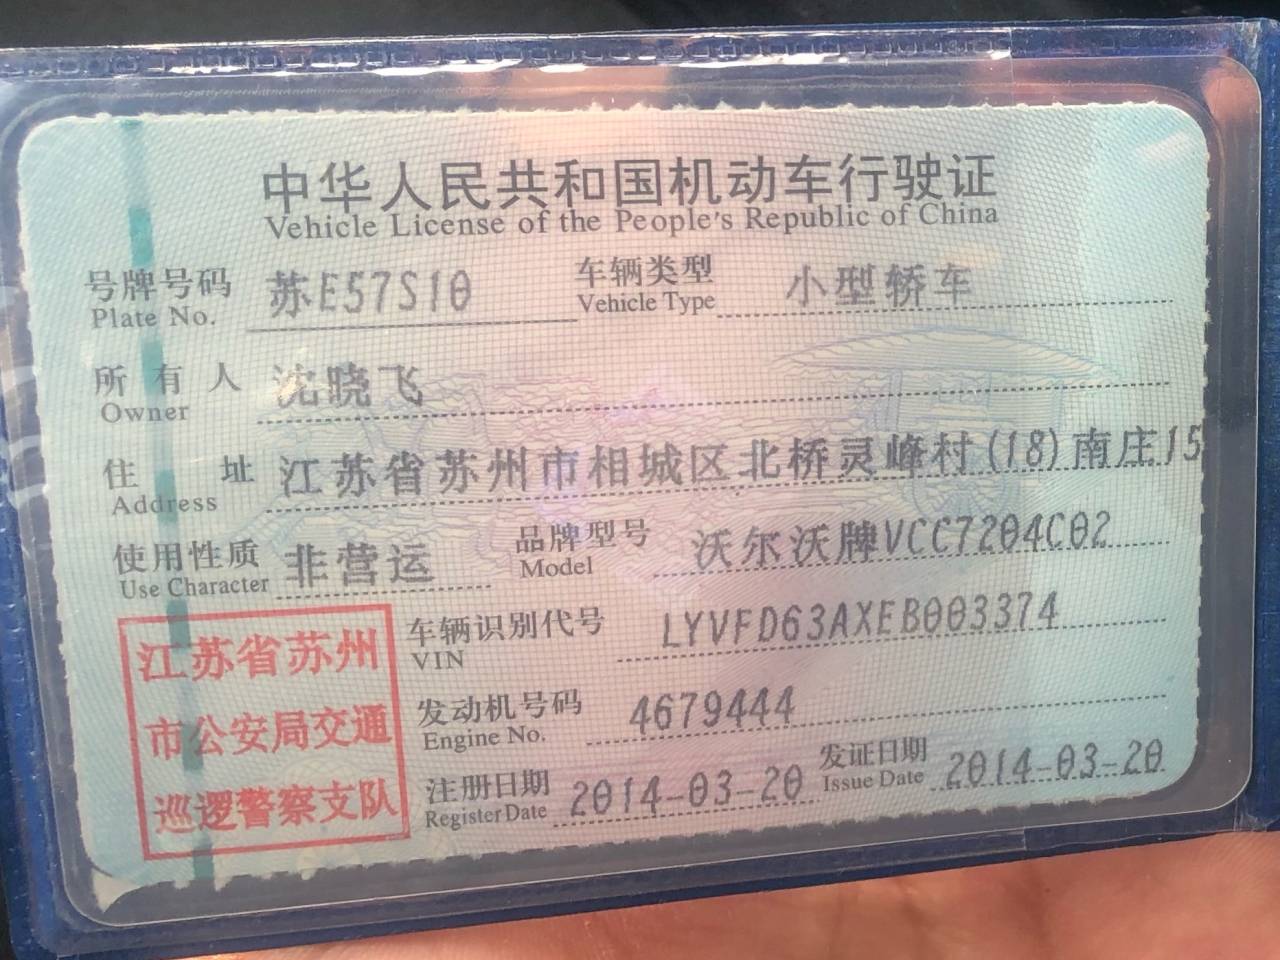 中华人民共和国机动车行驶证
Vehicle License of the People's Republic of China
号牌号码 苏E57S10 车辆类型 小型轿车
Plate No. Vehicle Type
所有人 沈晓飞
Owner
住址 江苏省苏州市相城区北桥灵峰村(18)南庄15
Address
使用性质 非营运 品牌型号 沃尔沃牌VCC7204C02
Use Character Model
江苏省苏州
市公安局交通
巡逻警察支队
车辆识别代号 LYVFD63AXEB003374
VIN
发动机号码 4679444
Engine No.
注册日期 2014-03-20 发证日期 2014-03-20
Register Date Issue Date